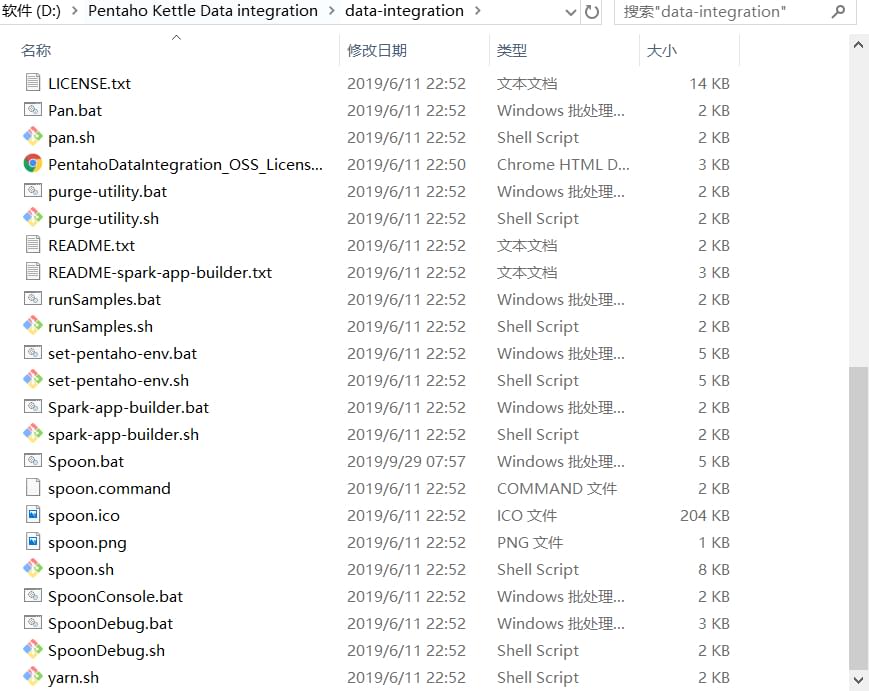 软件 (D:) › Pentaho Kettle Data integration › data-integration › 搜索"data-integration"
名称 修改日期 类型 大小
LICENSE.txt 2019/6/11 22:52 文本文档 14 KB
Pan.bat 2019/6/11 22:52 Windows 批处理... 2 KB
pan.sh 2019/6/11 22:52 Shell Script 2 KB
PentahoDataIntegration_OSS_Licens... 2019/6/11 22:50 Chrome HTML D... 3 KB
purge-utility.bat 2019/6/11 22:52 Windows 批处理... 2 KB
purge-utility.sh 2019/6/11 22:52 Shell Script 2 KB
README.txt 2019/6/11 22:52 文本文档 2 KB
README-spark-app-builder.txt 2019/6/11 22:52 文本文档 3 KB
runSamples.bat 2019/6/11 22:52 Windows 批处理... 2 KB
runSamples.sh 2019/6/11 22:52 Shell Script 2 KB
set-pentaho-env.bat 2019/6/11 22:52 Windows 批处理... 5 KB
set-pentaho-env.sh 2019/6/11 22:52 Shell Script 5 KB
Spark-app-builder.bat 2019/6/11 22:52 Windows 批处理... 2 KB
spark-app-builder.sh 2019/6/11 22:52 Shell Script 2 KB
Spoon.bat 2019/9/29 07:57 Windows 批处理... 5 KB
spoon.command 2019/6/11 22:52 COMMAND 文件 2 KB
spoon.ico 2019/6/11 22:52 ICO 文件 204 KB
spoon.png 2019/6/11 22:52 PNG 文件 1 KB
spoon.sh 2019/6/11 22:52 Shell Script 8 KB
SpoonConsole.bat 2019/6/11 22:52 Windows 批处理... 2 KB
SpoonDebug.bat 2019/6/11 22:52 Windows 批处理... 3 KB
SpoonDebug.sh 2019/6/11 22:52 Shell Script 2 KB
yarn.sh 2019/6/11 22:52 Shell Script 2 KB